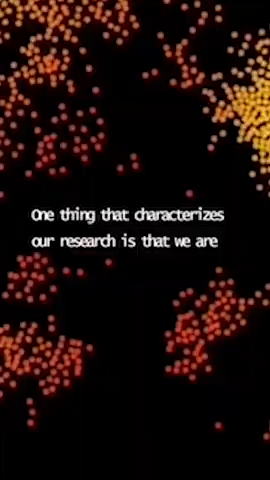 One thing that characterizes
our research is that we are